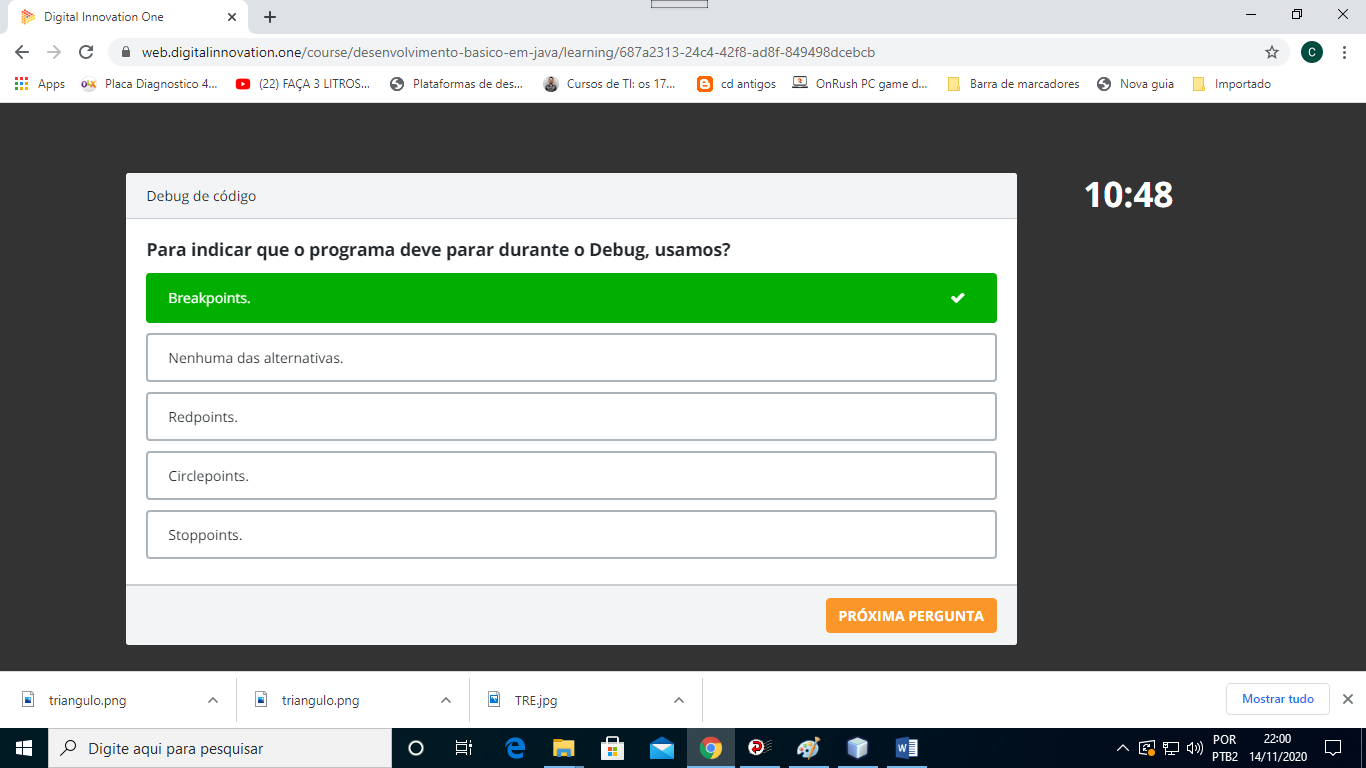 Digital Innovation One
web.digitalinnovation.one/course/desenvolvimento-basico-em-java/learning/687a2313-24c4-42f8-ad8f-849498dcebcb
C
Apps Placa Diagnostico 4... (22) FAÇA 3 LITROS... Plataformas de des... Cursos de TI: os 17... cd antigos OnRush PC game d... Barra de marcadores Nova guia Importado
Debug de código
10:48
Para indicar que o programa deve parar durante o Debug, usamos?
Breakpoints.
Nenhuma das alternativas.
Redpoints.
Circlepoints.
Stoppoints.
PRÓXIMA PERGUNTA
triangulo.png triangulo.png TRE.jpg Mostrar tudo
Digite aqui para pesquisar
POR 22:00
PTB2 14/11/2020